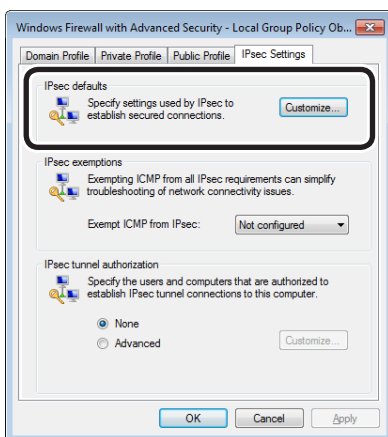 Windows Firewall with Advanced Security - Local Group Policy Ob...
Domain Profile Private Profile Public Profile IPsec Settings
IPsec defaults
Specify settings used by IPsec to
establish secured connections.
Customize...
IPsec exemptions
Exempting ICMP from all IPsec requirements can simplify
troubleshooting of network connectivity issues.
Exempt ICMP from IPsec: Not configured
IPsec tunnel authorization
Specify the users and computers that are authorized to
establish IPsec tunnel connections to this computer.
None
Advanced Customize...
OK Cancel Apply